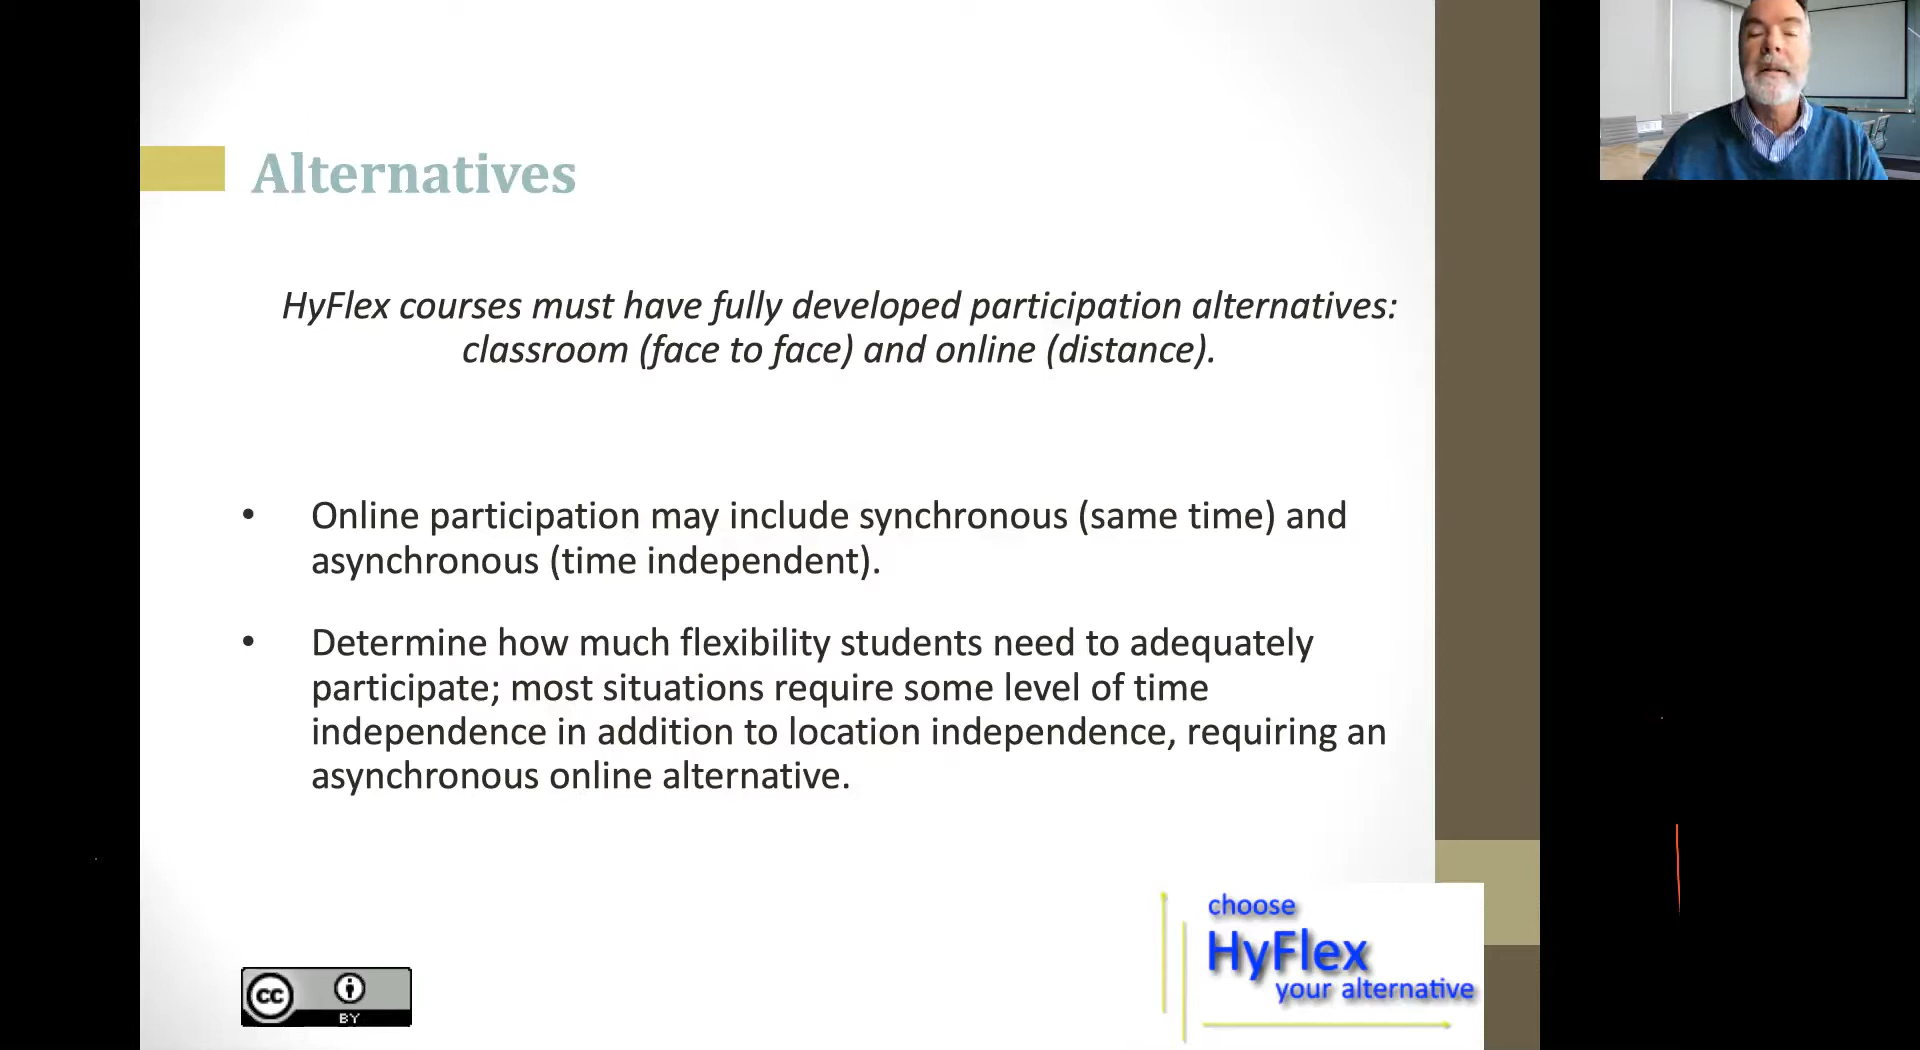 Alternatives
HyFlex courses must have fully developed participation alternatives:
classroom (face to face) and online (distance).
• Online participation may include synchronous (same time) and
asynchronous (time independent).
• Determine how much flexibility students need to adequately
participate; most situations require some level of time
independence in addition to location independence, requiring an
asynchronous online alternative.
choose
HyFlex
your alternative
cc
BY